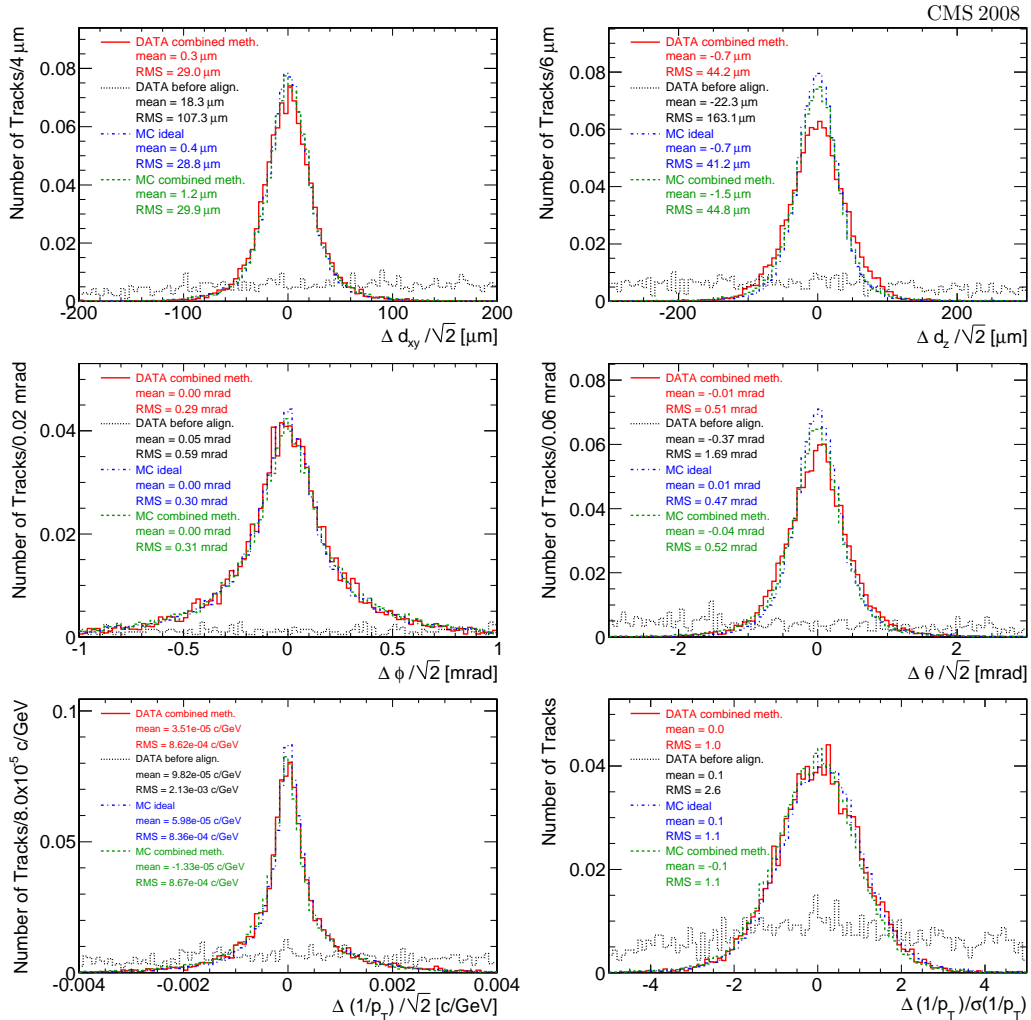 CMS 2008
Number of Tracks/4 μm
DATA combined meth.
mean = 0.3 μm
RMS = 29.0 μm
DATA before align.
mean = 18.3 μm
RMS = 107.3 μm
MC ideal
mean = 0.4 μm
RMS = 28.8 μm
MC combined meth.
mean = 1.2 μm
RMS = 29.9 μm
0.08
0.06
0.04
0.02
0
-200 -100 0 100 200
Δ d_xy /√2 [μm]
Number of Tracks/6 μm
DATA combined meth.
mean = -0.7 μm
RMS = 44.2 μm
DATA before align.
mean = -22.3 μm
RMS = 163.1 μm
MC ideal
mean = -0.7 μm
RMS = 41.2 μm
MC combined meth.
mean = -1.5 μm
RMS = 44.8 μm
0.08
0.06
0.04
0.02
0
-200 0 200
Δ d_z /√2 [μm]
Number of Tracks/0.02 mrad
DATA combined meth.
mean = 0.00 mrad
RMS = 0.29 mrad
DATA before align.
mean = 0.05 mrad
RMS = 0.59 mrad
MC ideal
mean = 0.00 mrad
RMS = 0.30 mrad
MC combined meth.
mean = 0.00 mrad
RMS = 0.31 mrad
0.04
0.02
0
-1 -0.5 0 0.5 1
Δ ϕ /√2 [mrad]
Number of Tracks/0.06 mrad
DATA combined meth.
mean = -0.01 mrad
RMS = 0.51 mrad
DATA before align.
mean = -0.37 mrad
RMS = 1.69 mrad
MC ideal
mean = 0.01 mrad
RMS = 0.47 mrad
MC combined meth.
mean = -0.04 mrad
RMS = 0.52 mrad
0.08
0.06
0.04
0.02
0
-2 0 2
Δ θ /√2 [mrad]
Number of Tracks/8.0x10⁻⁵ c/GeV
DATA combined meth.
mean = 3.51e-05 c/GeV
RMS = 8.62e-04 c/GeV
DATA before align.
mean = 9.82e-05 c/GeV
RMS = 2.13e-03 c/GeV
MC ideal
mean = 5.98e-05 c/GeV
RMS = 8.36e-04 c/GeV
MC combined meth.
mean = -1.33e-05 c/GeV
RMS = 8.67e-04 c/GeV
0.1
0.05
0
-0.004 -0.002 0 0.002 0.004
Δ (1/p_T) /√2 [c/GeV]
Number of Tracks
DATA combined meth.
mean = 0.0
RMS = 1.0
DATA before align.
mean = 0.1
RMS = 2.6
MC ideal
mean = 0.1
RMS = 1.1
MC combined meth.
mean = -0.1
RMS = 1.1
0.04
0.02
0
-4 -2 0 2 4
Δ (1/p_T)/σ(1/p_T)